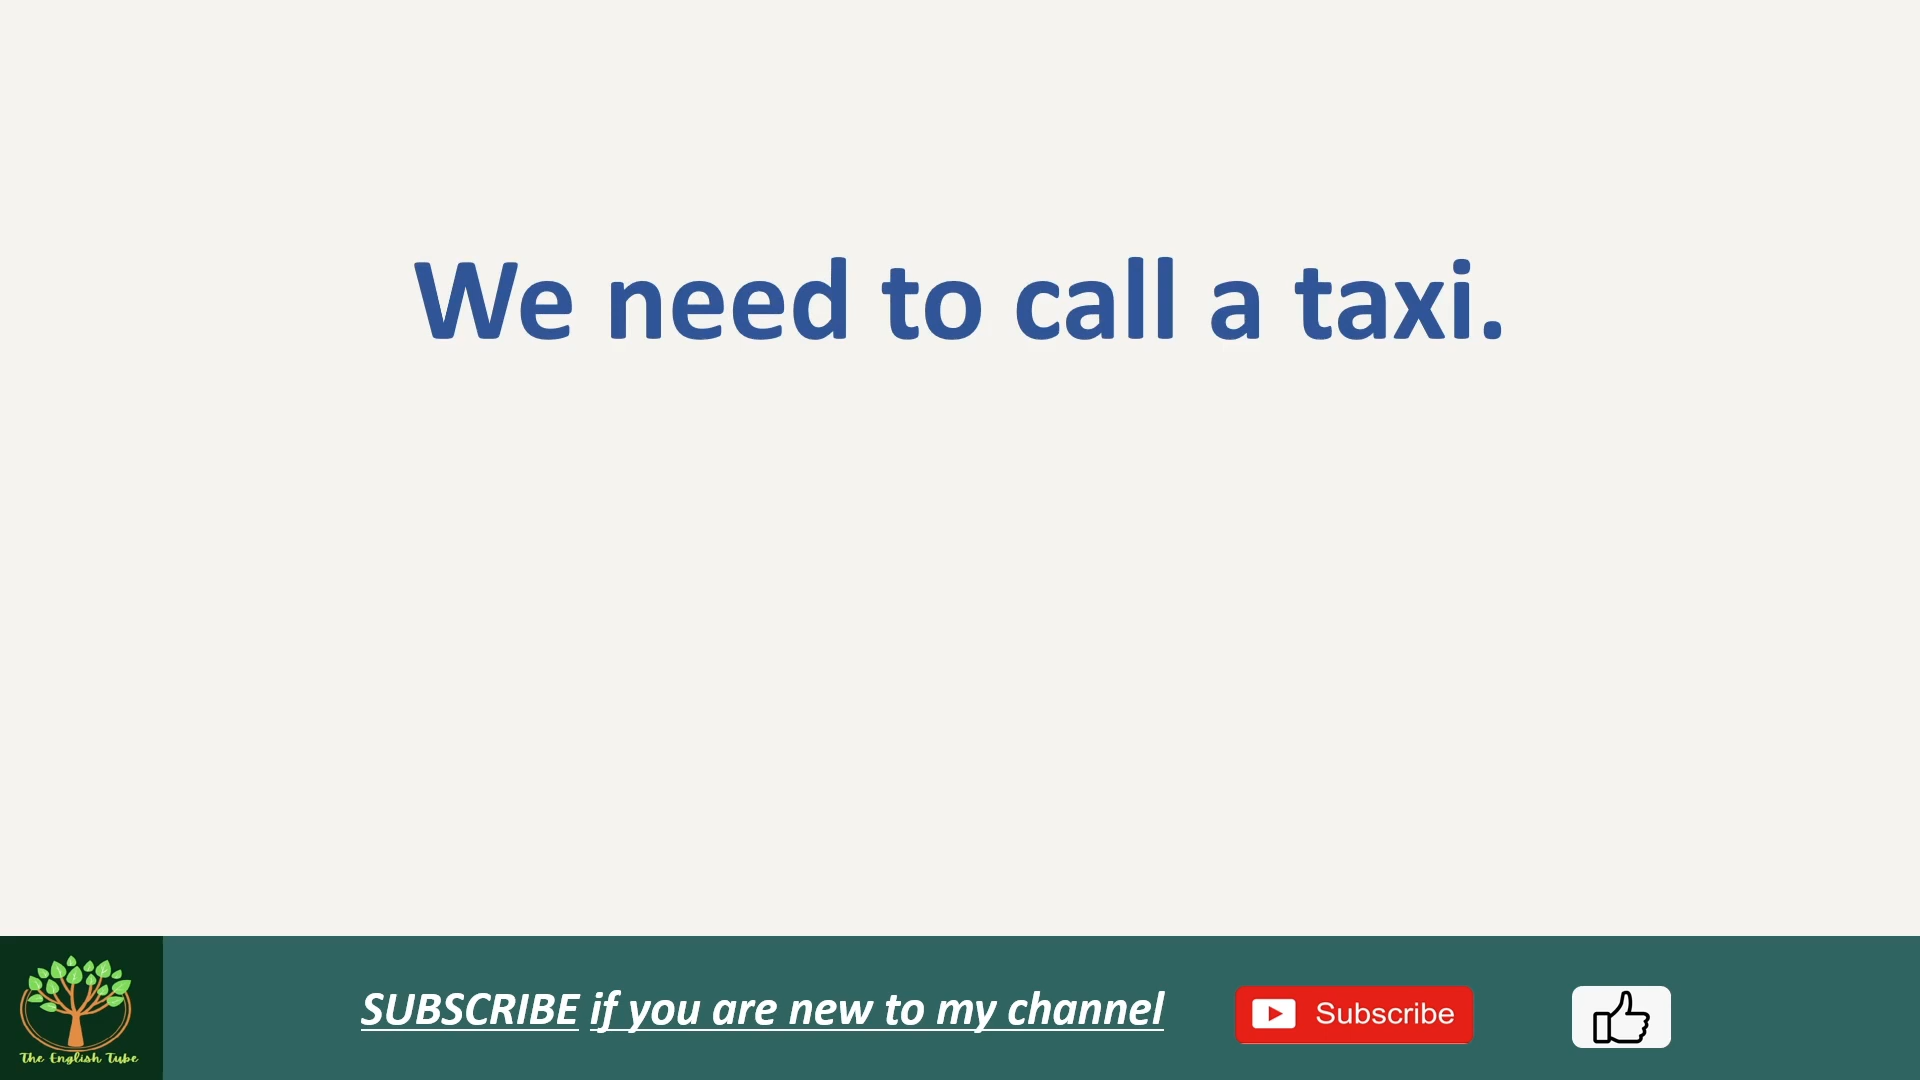 We need to call a taxi.
SUBSCRIBE if you are new to my channel
Subscribe
The English Tube